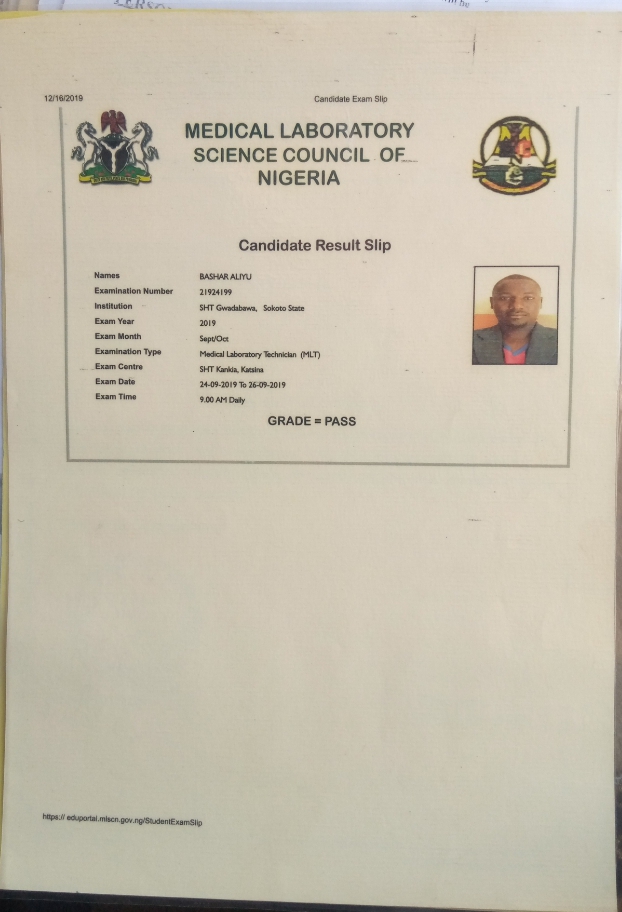 12/16/2019 Candidate Exam Slip
MEDICAL LABORATORY
SCIENCE COUNCIL OF
NIGERIA
Candidate Result Slip
Names BASHAR ALIYU
Examination Number 21924199
Institution SHT Gwadabawa, Sokoto State
Exam Year 2019
Exam Month Sept/Oct
Examination Type Medical Laboratory Technician (MLT)
Exam Centre SHT Kankia, Katsina
Exam Date 24-09-2019 To 26-09-2019
Exam Time 9.00 AM Daily
GRADE = PASS
https:// eduportal.mlscn.gov.ng/StudentExamSlip